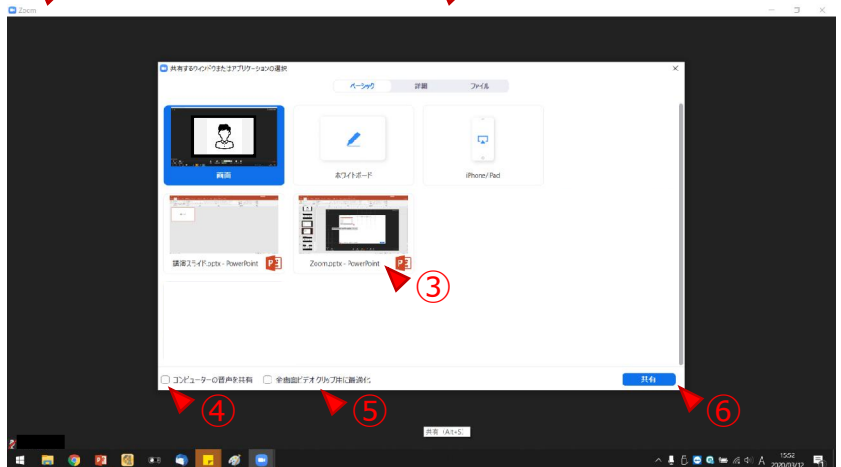 Zoom
共有するウィンドウまたはアプリケーションの選択
ベーシック 詳細 ファイル
画面
ホワイトボード
iPhone/iPad
講演スライド.pptx - PowerPoint
Zoom.pptx - PowerPoint
③
コンピューターの音声を共有
全画面ビデオクリップ用に最適化
共有
④
⑤
⑥
共有 (Alt+S)
A
15:52
2020/03/12